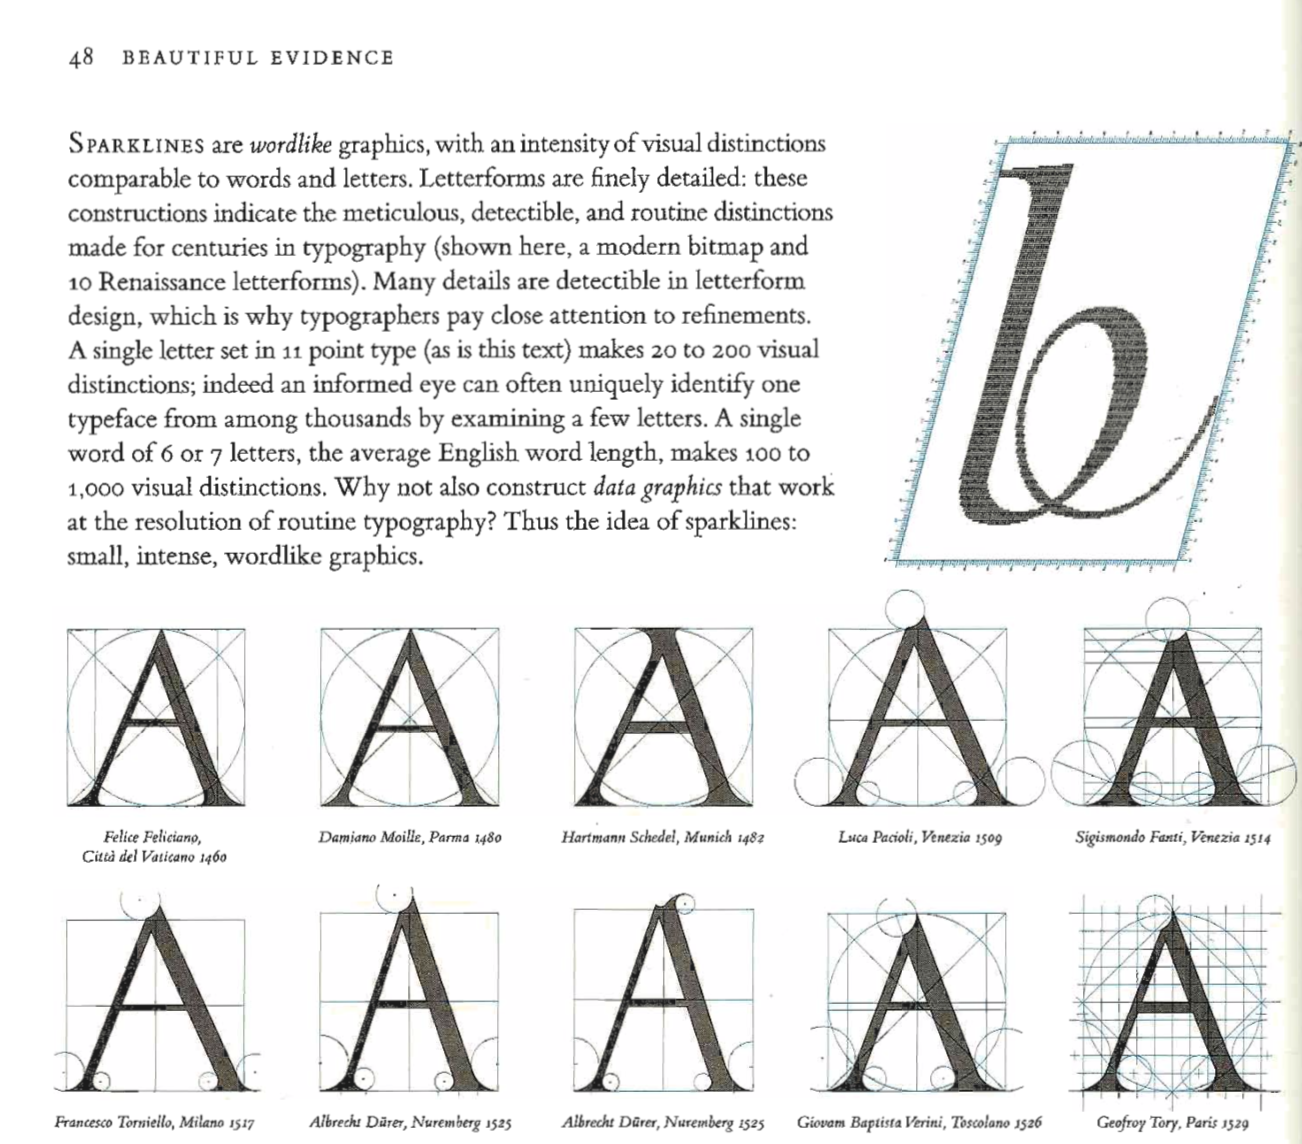 48 BEAUTIFUL EVIDENCE
SPARKLINES are wordlike graphics, with an intensity of visual distinctions
comparable to words and letters. Letterforms are finely detailed: these
constructions indicate the meticulous, detectible, and routine distinctions
made for centuries in typography (shown here, a modern bitmap and
10 Renaissance letterforms). Many details are detectible in letterform
design, which is why typographers pay close attention to refinements.
A single letter set in 11 point type (as is this text) makes 20 to 200 visual
distinctions; indeed an informed eye can often uniquely identify one
typeface from among thousands by examining a few letters. A single
word of 6 or 7 letters, the average English word length, makes 100 to
1,000 visual distinctions. Why not also construct data graphics that work
at the resolution of routine typography? Thus the idea of sparklines:
small, intense, wordlike graphics.
b
A A A A A
Felice Feliciano,
Città del Vaticano 1460
Damiano Moille, Parma 1480
Hartmann Schedel, Munich 1482
Luca Pacioli, Venezia 1509
Sigismondo Fanti, Venezia 1514
A A A A A
Francesco Torniello, Milano 1517
Albrecht Dürer, Nuremberg 1525
Albrecht Dürer, Nuremberg 1525
Giovam Baptista Verini, Toscolano 1526
Geofroy Tory, Paris 1529